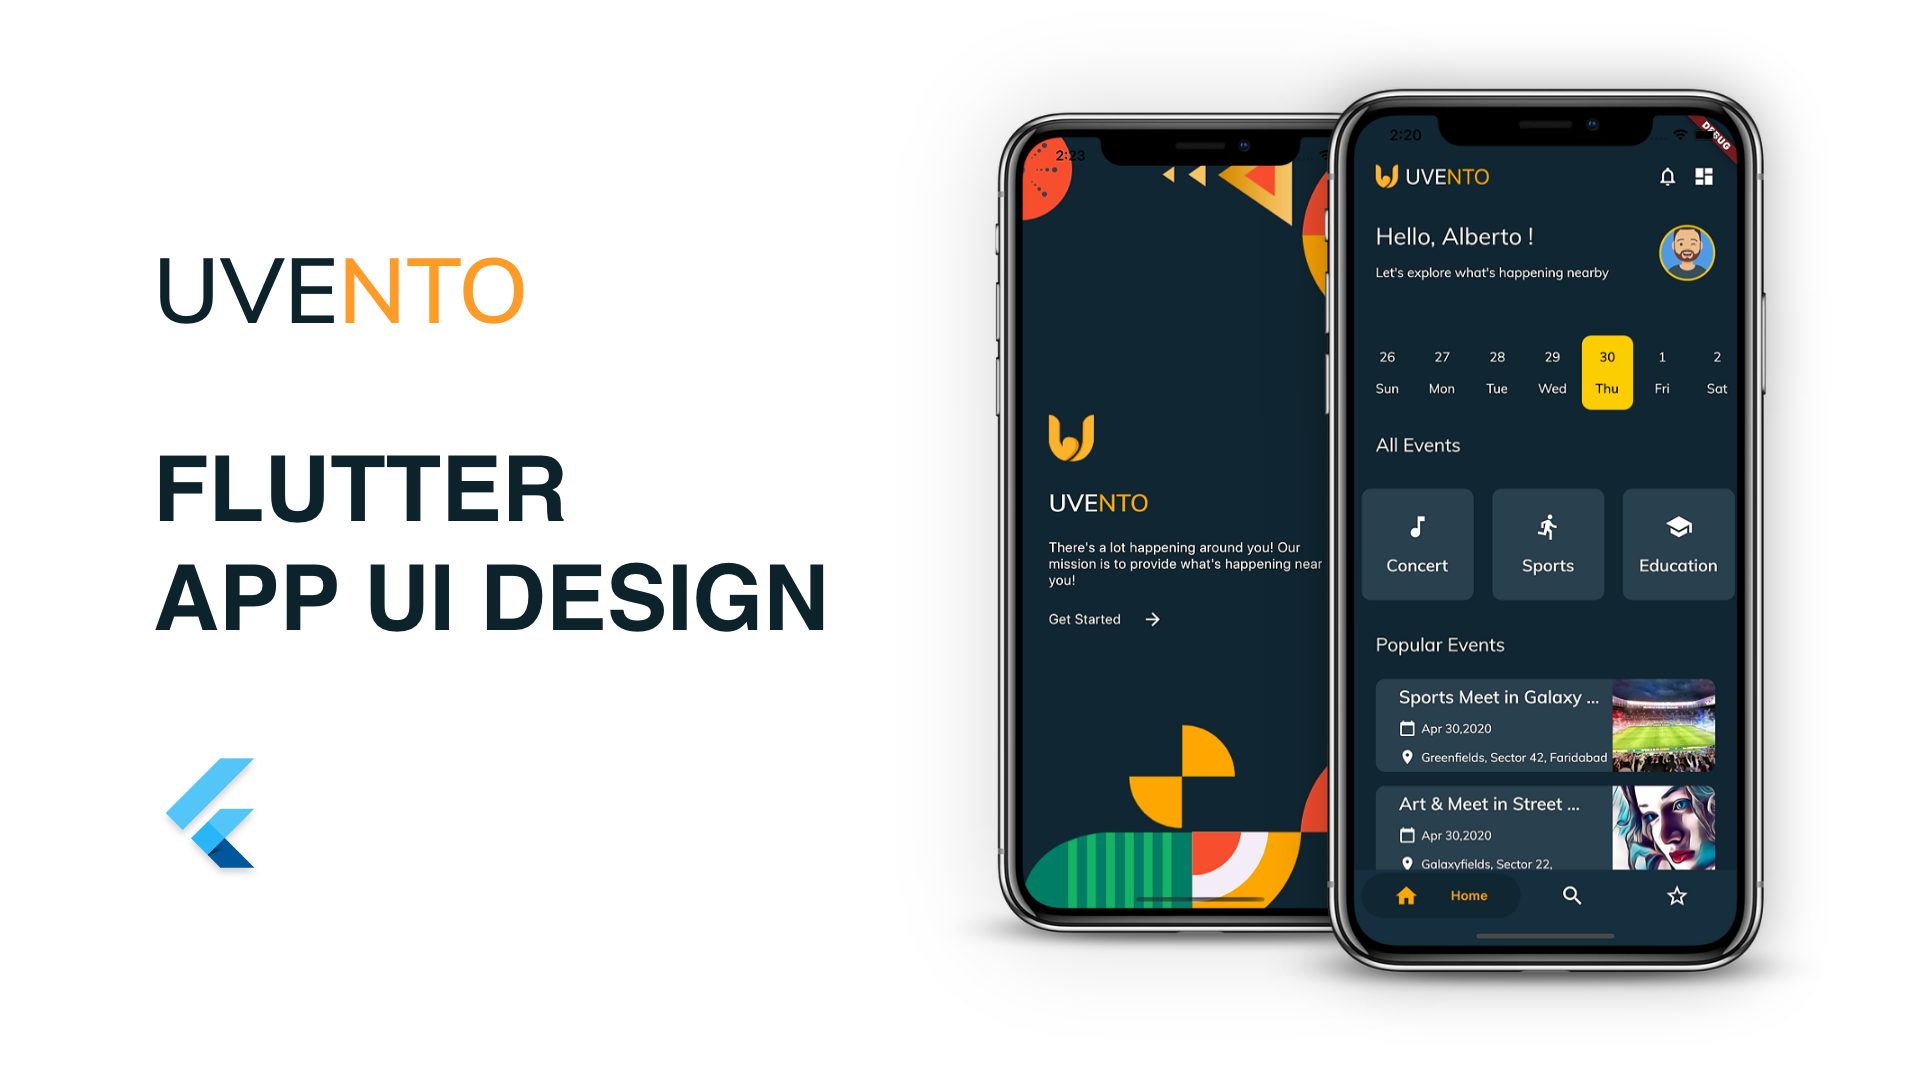 UVENTO
FLUTTER
APP UI DESIGN
2:23
UVENTO
There's a lot happening around you! Our
mission is to provide what's happening near
you!
Get Started
2:20
DEBUG
UVENTO
Hello, Alberto !
Let's explore what's happening nearby
26 27 28 29 30 1 2
Sun Mon Tue Wed Thu Fri Sat
All Events
Concert Sports Education
Popular Events
Sports Meet in Galaxy ...
Apr 30,2020
Greenfields, Sector 42, Faridabad
Art & Meet in Street ...
Apr 30,2020
Galaxyfields, Sector 22,
Home